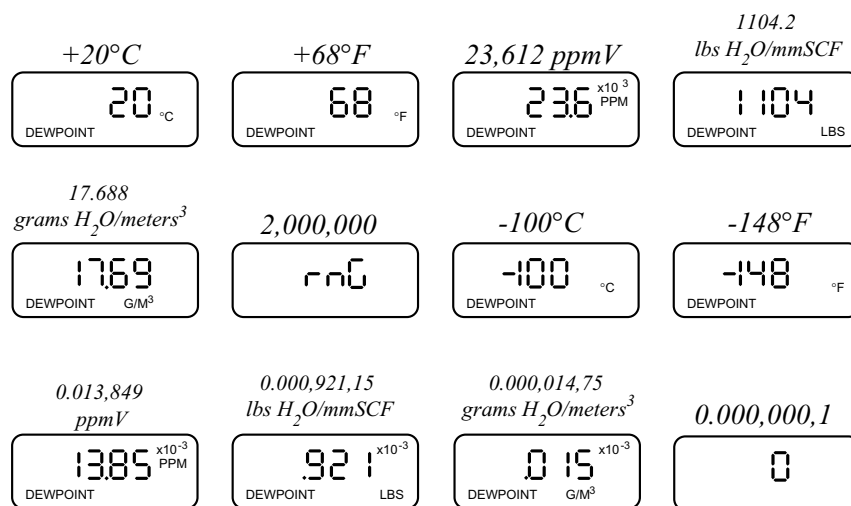 +20°C
20 °C
DEWPOINT
+68°F
68 °F
DEWPOINT
23,612 ppmV
23.6 x10 3
PPM
DEWPOINT
1104.2
lbs H2O/mmSCF
1104
DEWPOINT LBS
17.688
grams H2O/meters3
17.69
DEWPOINT G/M3
2,000,000
rnG
-100°C
-100 °C
DEWPOINT
-148°F
-148 °F
DEWPOINT
0.013,849
ppmV
13.85 x10-3
PPM
DEWPOINT
0.000,921,15
lbs H2O/mmSCF
.921 x10-3
DEWPOINT LBS
0.000,014,75
grams H2O/meters3
.015 x10-3
DEWPOINT G/M3
0.000,000,1
0